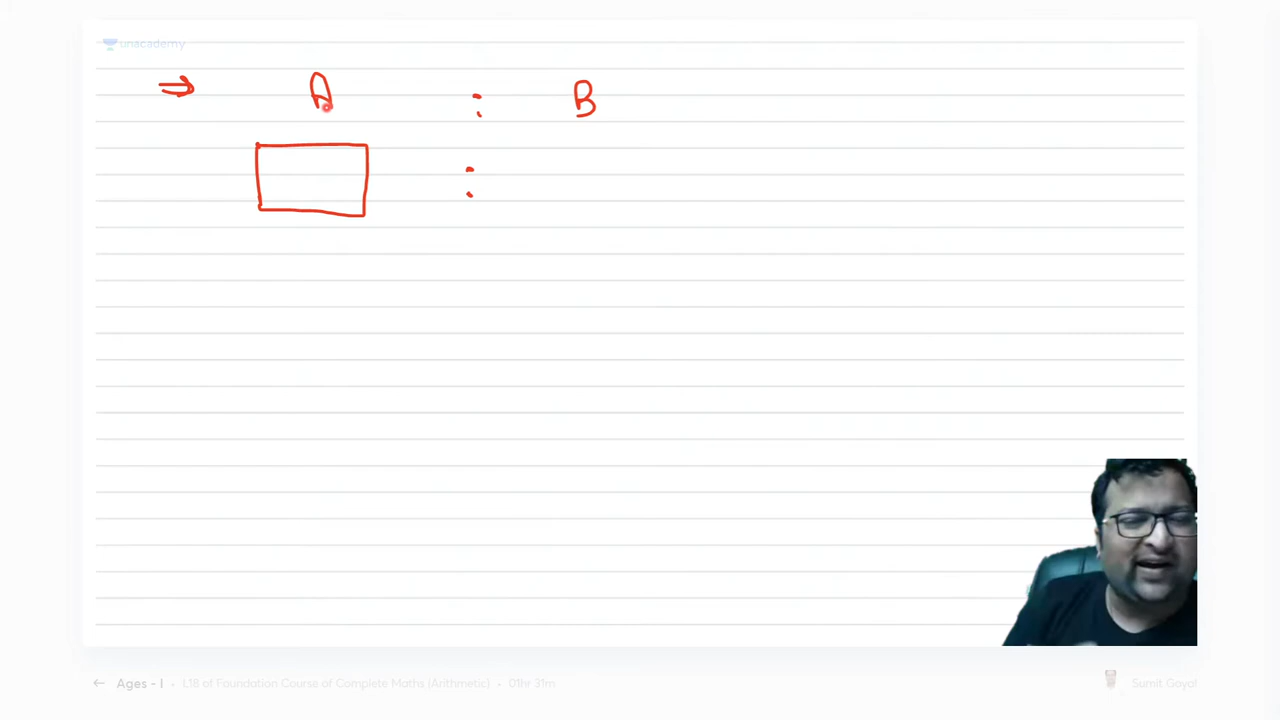 unacademy
⇒ A : B
:
← Ages - I • L18 of Foundation Course of Complete Maths (Arithmetic) • 01hr 31m Sumit Goyal